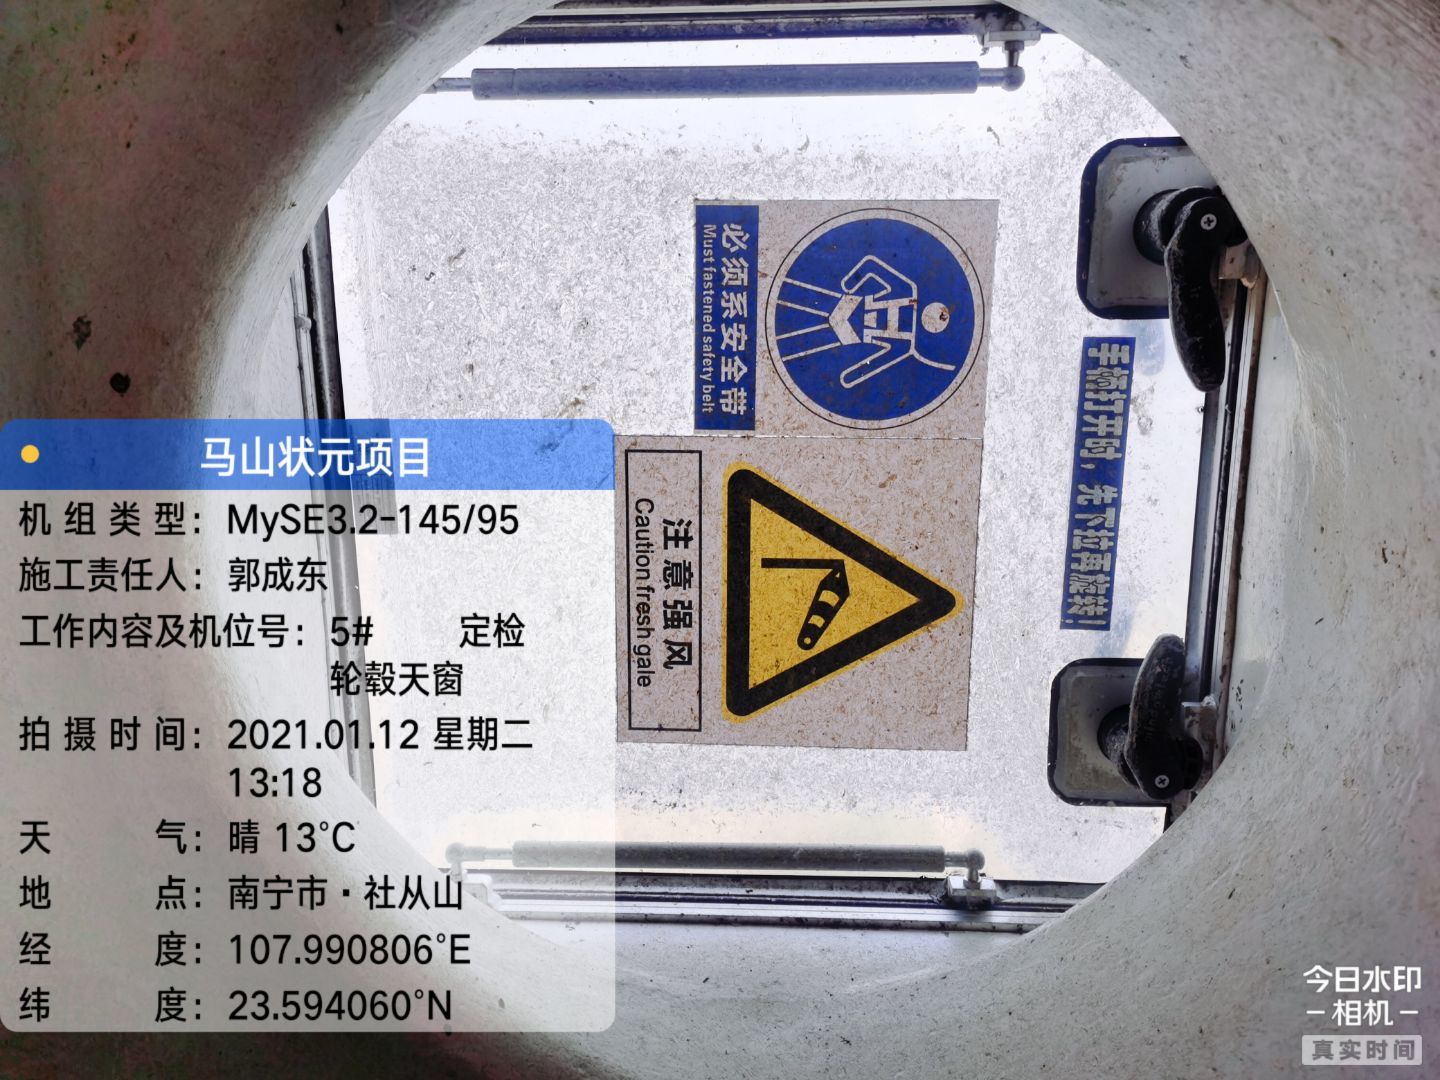 必须系安全带
Must fastened safety belt
注意强风
Caution fresh gale
手柄打开时，先下拉再旋转！
马山状元项目
机组类型：MySE3.2-145/95
施工责任人：郭成东
工作内容及机位号：5# 定检
轮毂天窗
拍摄时间：2021.01.12 星期二
13:18
天气：晴 13°C
地点：南宁市·社从山
经度：107.990806°E
纬度：23.594060°N
今日水印
-相机-
真实时间